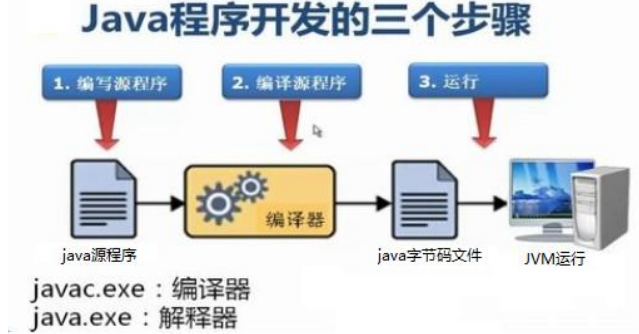 Java程序开发的三个步骤
1. 编写源程序
2. 编译源程序
3. 运行
编译器
java源程序
java字节码文件
JVM运行
javac.exe：编译器
java.exe：解释器